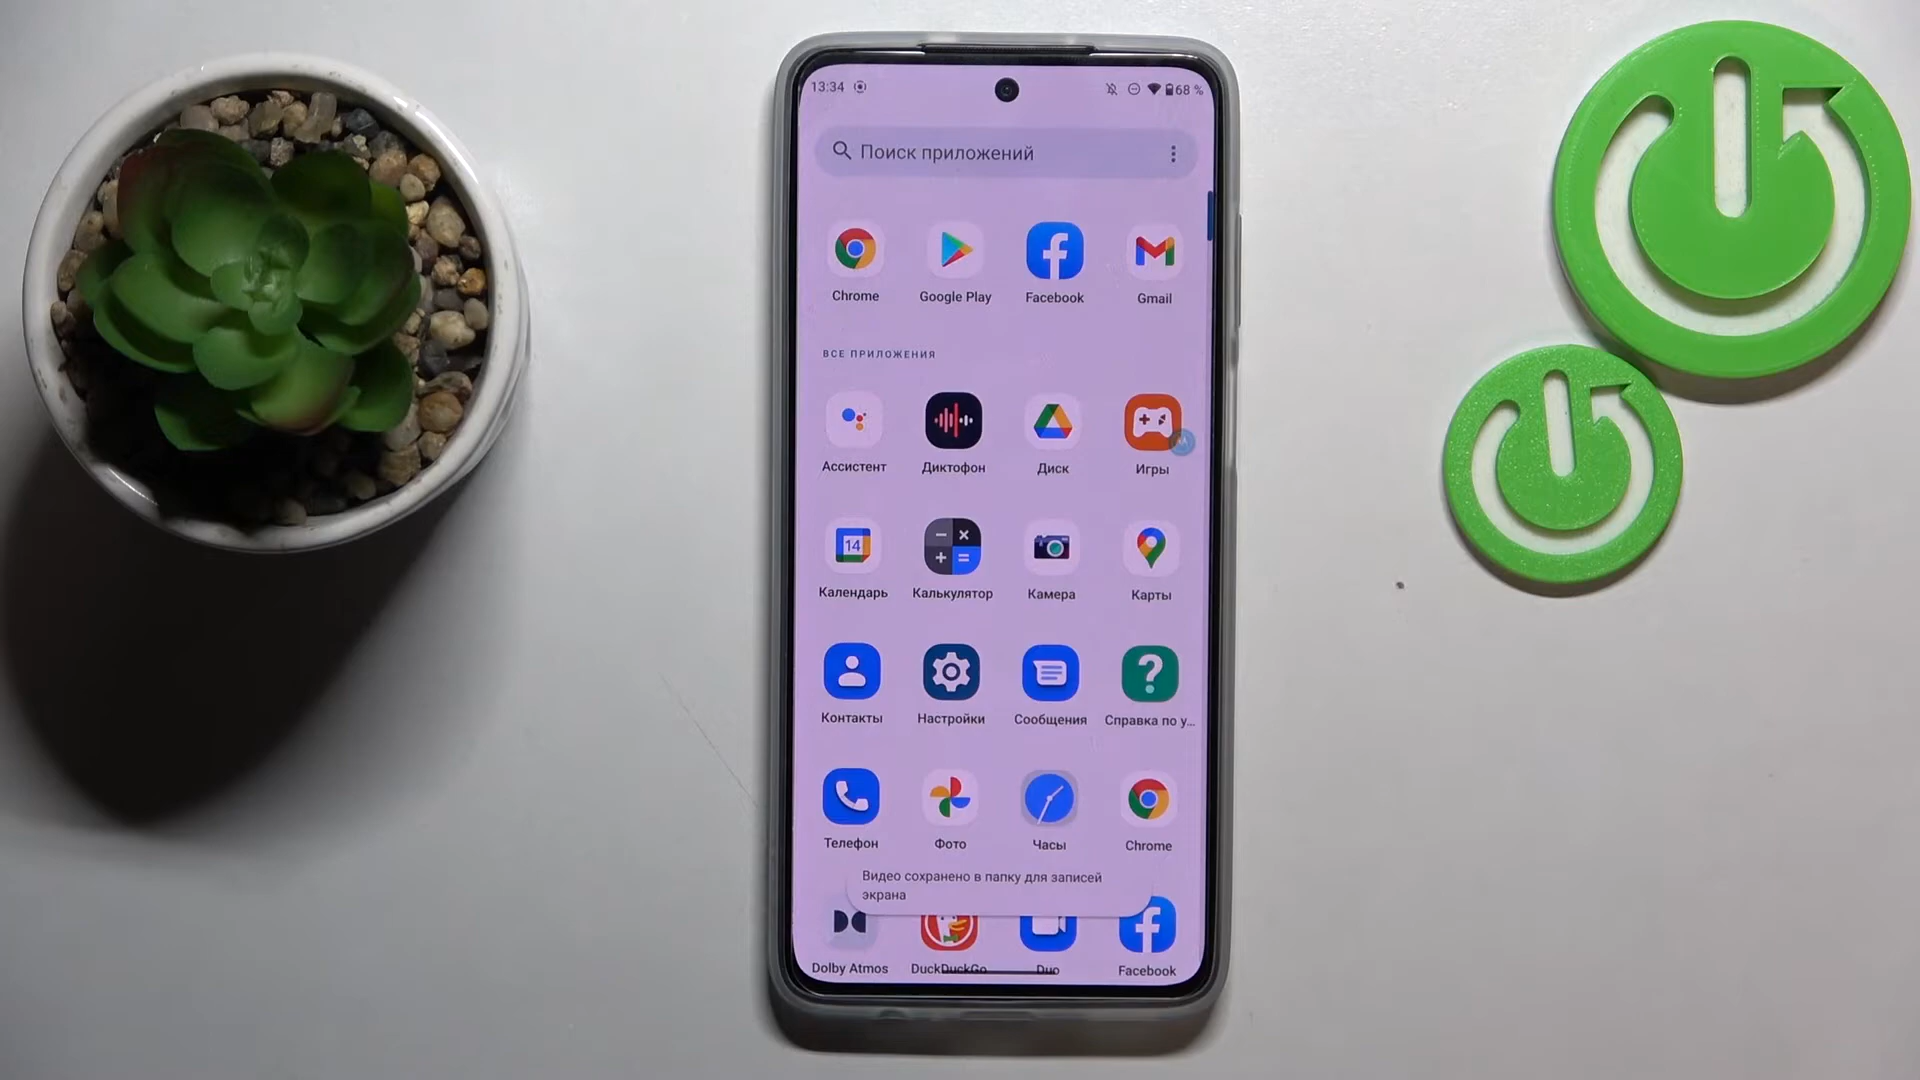 13:34
68 %
Поиск приложений
Chrome
Google Play
Facebook
Gmail
ВСЕ ПРИЛОЖЕНИЯ
Ассистент
Диктофон
Диск
Игры
14
Календарь
Калькулятор
Камера
Карты
Контакты
Настройки
Сообщения
Справка по у...
Телефон
Фото
Часы
Chrome
Видео сохранено в папку для записей
экрана
Dolby Atmos
DuckDuckGo
Duo
Facebook